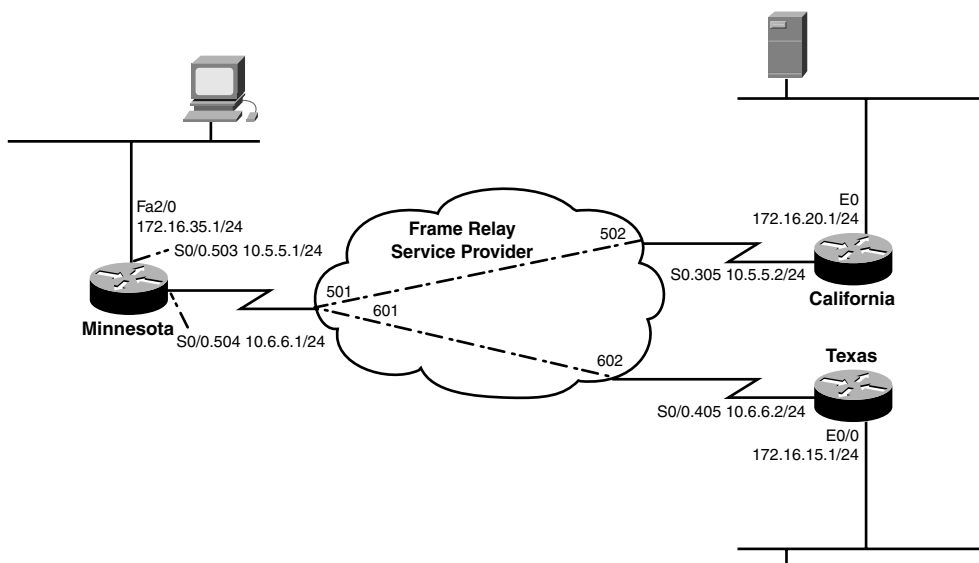 Fa2/0
172.16.35.1/24
S0/0.503 10.5.5.1/24
Minnesota
S0/0.504 10.6.6.1/24
Frame Relay
Service Provider
501
601
502
602
E0
172.16.20.1/24
S0.305 10.5.5.2/24
California
Texas
S0/0.405 10.6.6.2/24
E0/0
172.16.15.1/24